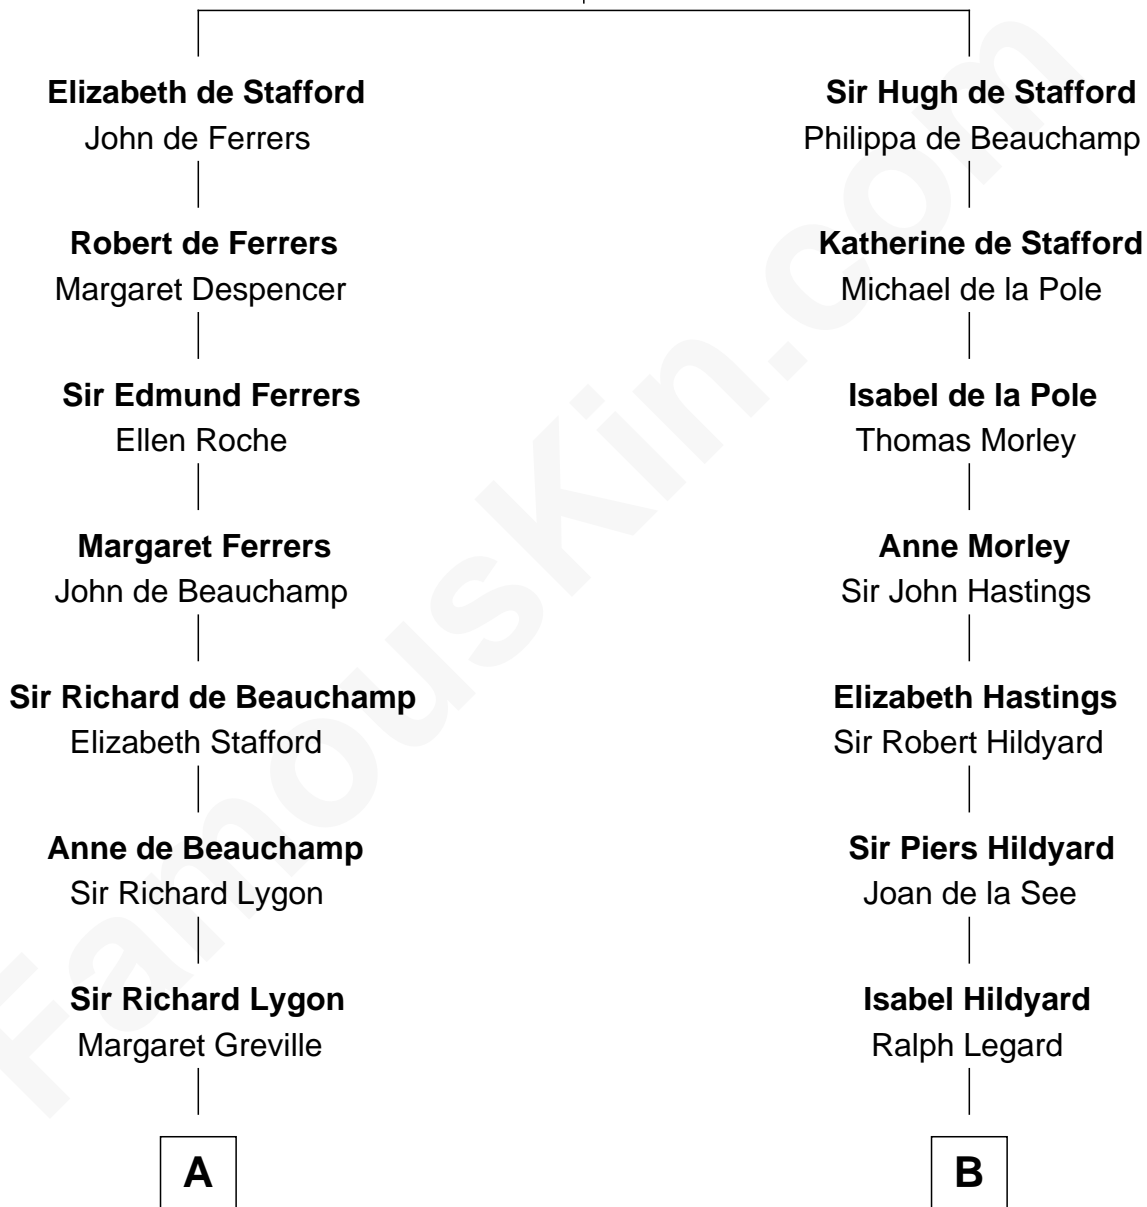 Elizabeth de Stafford
John de Ferrers
Robert de Ferrers
Margaret Despencer
Sir Edmund Ferrers
Ellen Roche
Margaret Ferrers
John de Beauchamp
Sir Richard de Beauchamp
Elizabeth Stafford
Anne de Beauchamp
Sir Richard Lygon
Sir Richard Lygon
Margaret Greville
A
Sir Hugh de Stafford
Philippa de Beauchamp
Katherine de Stafford
Michael de la Pole
Isabel de la Pole
Thomas Morley
Anne Morley
Sir John Hastings
Elizabeth Hastings
Sir Robert Hildyard
Sir Piers Hildyard
Joan de la See
Isabel Hildyard
Ralph Legard
B
FamousKin.com